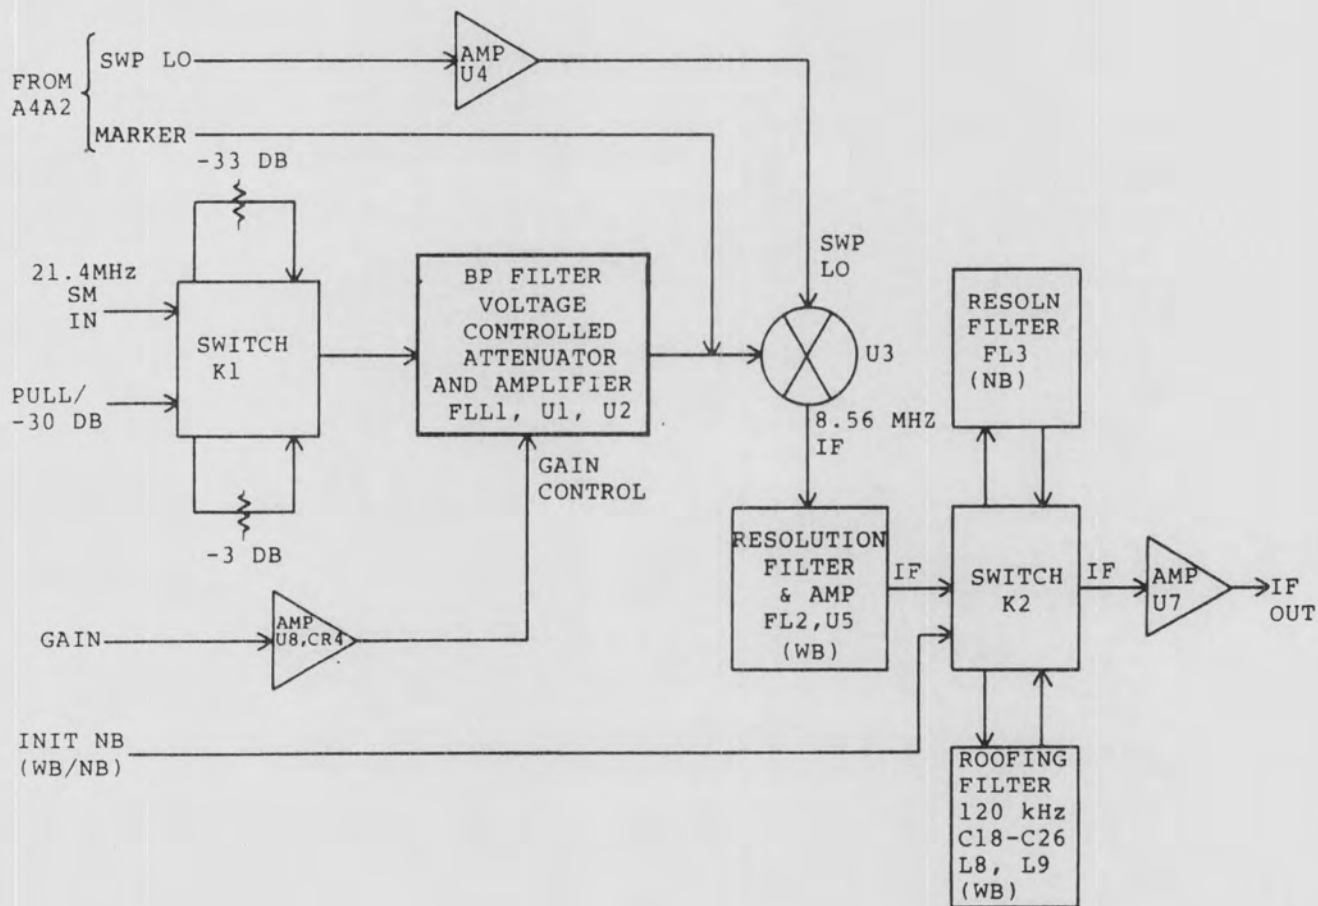 FROM
A4A2
SWP LO
MARKER
AMP
U4
-33 DB
21.4MHz
SM
IN
PULL/
-30 DB
SWITCH
K1
-3 DB
BP FILTER
VOLTAGE
CONTROLLED
ATTENUATOR
AND AMPLIFIER
FLL1, U1, U2
GAIN
CONTROL
SWP
LO
U3
8.56 MHZ
IF
RESOLN
FILTER
FL3
(NB)
RESOLUTION
FILTER
& AMP
FL2,U5
(WB)
IF
SWITCH
K2
IF
AMP
U7
IF
OUT
GAIN
AMP
U8,CR4
INIT NB
(WB/NB)
ROOFING
FILTER
120 kHz
C18-C26
L8, L9
(WB)